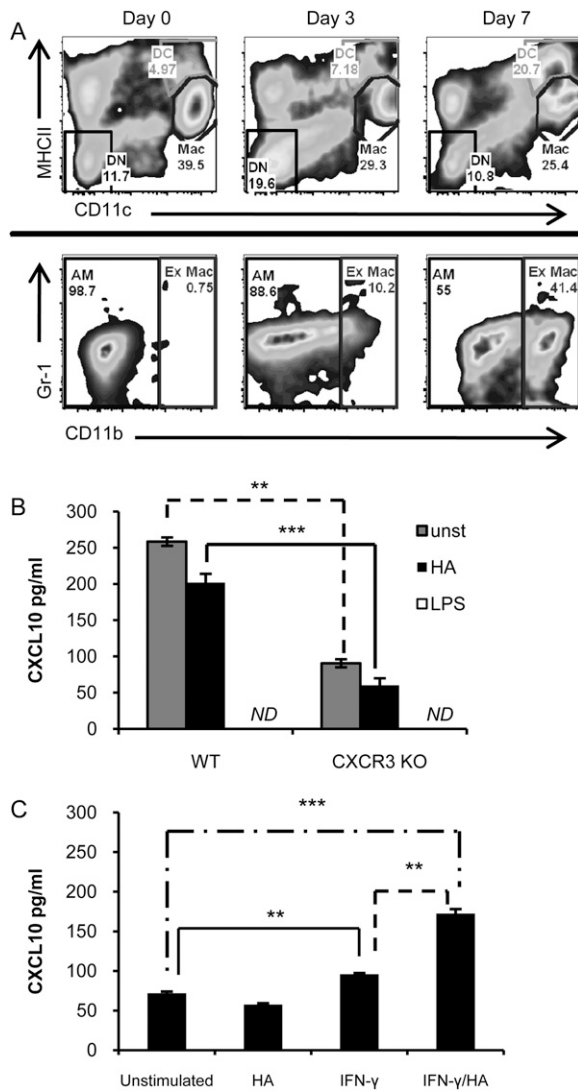 Day 0 Day 3 Day 7
A
MHCII
DC
4.97
Mac
39.5
DN
11.7
DC
7.18
Mac
29.3
DN
19.6
DC
20.7
Mac
25.4
DN
10.8
CD11c
Gr-1
AM
98.7
Ex Mac
0.75
AM
88.6
Ex Mac
10.2
AM
55
Ex Mac
41.4
CD11b
B
CXCL10 pg/ml
300
250
200
150
100
50
0
**
***
unst
HA
LPS
ND
ND
WT CXCR3 KO
C
CXCL10 pg/ml
300
250
200
150
100
50
0
***
**
**
Unstimulated HA IFN-γ IFN-γ/HA